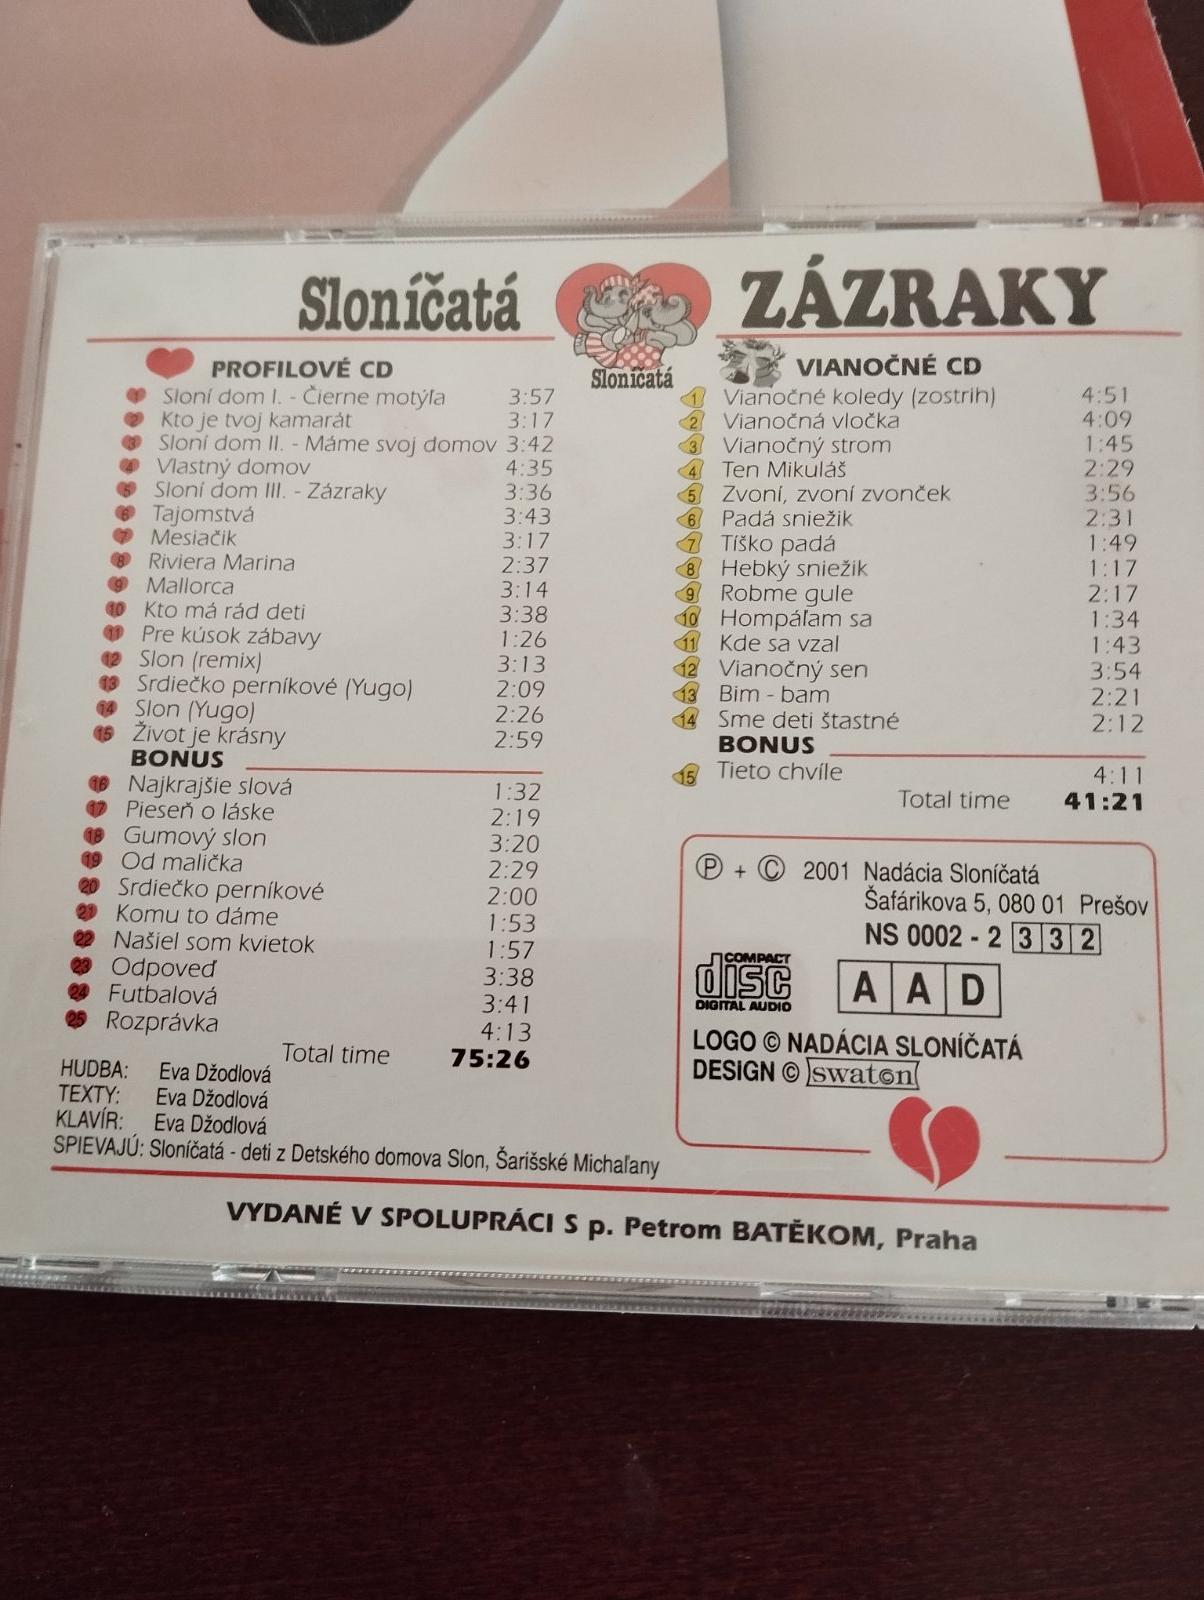 Sloníčatá
Sloníčatá
ZÁZRAKY
PROFILOVÉ CD
1 Sloní dom I. - Čierne motýľa 3:57
2 Kto je tvoj kamarát 3:17
3 Sloní dom II. - Máme svoj domov 3:42
4 Vlastný domov 4:35
5 Sloní dom III. - Zázraky 3:36
6 Tajomstvá 3:43
7 Mesiačik 3:17
8 Riviera Marina 2:37
9 Mallorca 3:14
10 Kto má rád deti 3:38
11 Pre kúsok zábavy 1:26
12 Slon (remix) 3:13
13 Srdiečko perníkové (Yugo) 2:09
14 Slon (Yugo) 2:26
15 Život je krásny 2:59
BONUS
16 Najkrajšie slová 1:32
17 Pieseň o láske 2:19
18 Gumový slon 3:20
19 Od malička 2:29
20 Srdiečko perníkové 2:00
21 Komu to dáme 1:53
22 Našiel som kvietok 1:57
23 Odpoveď 3:38
24 Futbalová 3:41
25 Rozprávka 4:13
Total time 75:26
HUDBA: Eva Džodlová
TEXTY: Eva Džodlová
KLAVÍR: Eva Džodlová
SPIEVAJÚ: Sloníčatá - deti z Detského domova Slon, Šarišské Michaľany
VIANOČNÉ CD
1 Vianočné koledy (zostrih) 4:51
2 Vianočná vločka 4:09
3 Vianočný strom 1:45
4 Ten Mikuláš 2:29
5 Zvoní, zvoní zvonček 3:56
6 Padá sniežik 2:31
7 Tíško padá 1:49
8 Hebký sniežik 1:17
9 Robme gule 2:17
10 Hompáľam sa 1:34
11 Kde sa vzal 1:43
12 Vianočný sen 3:54
13 Bim - bam 2:21
14 Sme deti štastné 2:12
BONUS
15 Tieto chvíle 4:11
Total time 41:21
Ⓟ + Ⓒ 2001 Nadácia Sloníčatá
Šafárikova 5, 080 01 Prešov
NS 0002 - 2 3 3 2
COMPACT
disc
DIGITAL AUDIO
A A D
LOGO © NADÁCIA SLONÍČATÁ
DESIGN © swaton
VYDANÉ V SPOLUPRÁCI S p. Petrom BATĚKOM, Praha